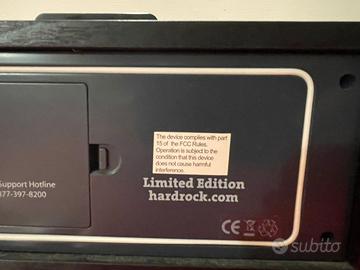 The device complies with part
15 of the FCC Rules.
Operation is subject to the
condition that this device
does not cause harmful
interference.
Limited Edition
hardrock.com
Support Hotline
77-397-8200
CE
subito